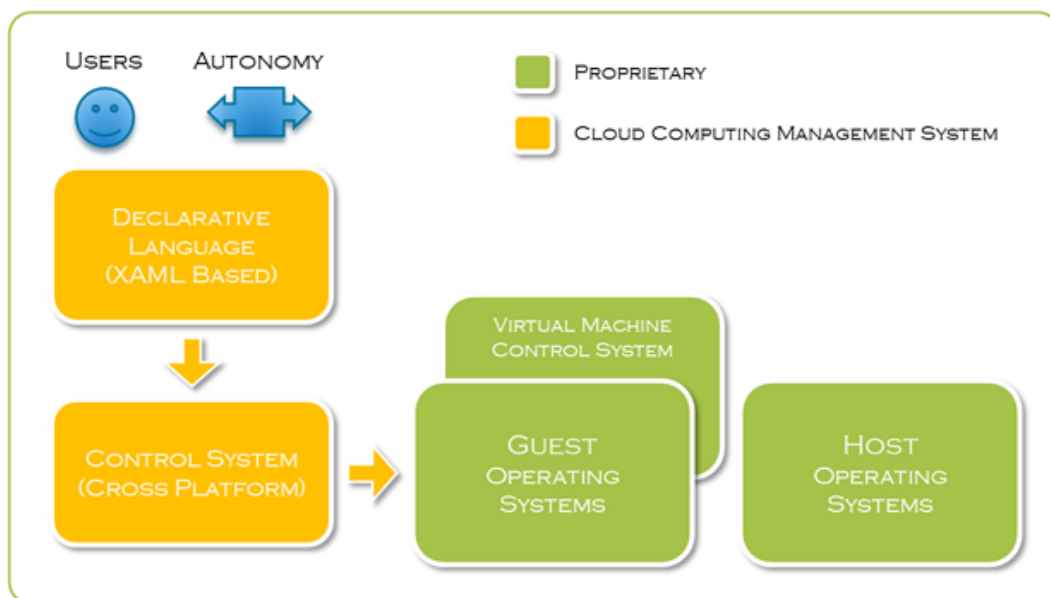 USERS
AUTONOMY
PROPRIETARY
CLOUD COMPUTING MANAGEMENT SYSTEM
DECLARATIVE
LANGUAGE
(XAML BASED)
VIRTUAL MACHINE
CONTROL SYSTEM
CONTROL SYSTEM
(CROSS PLATFORM)
GUEST
OPERATING
SYSTEMS
HOST
OPERATING
SYSTEMS